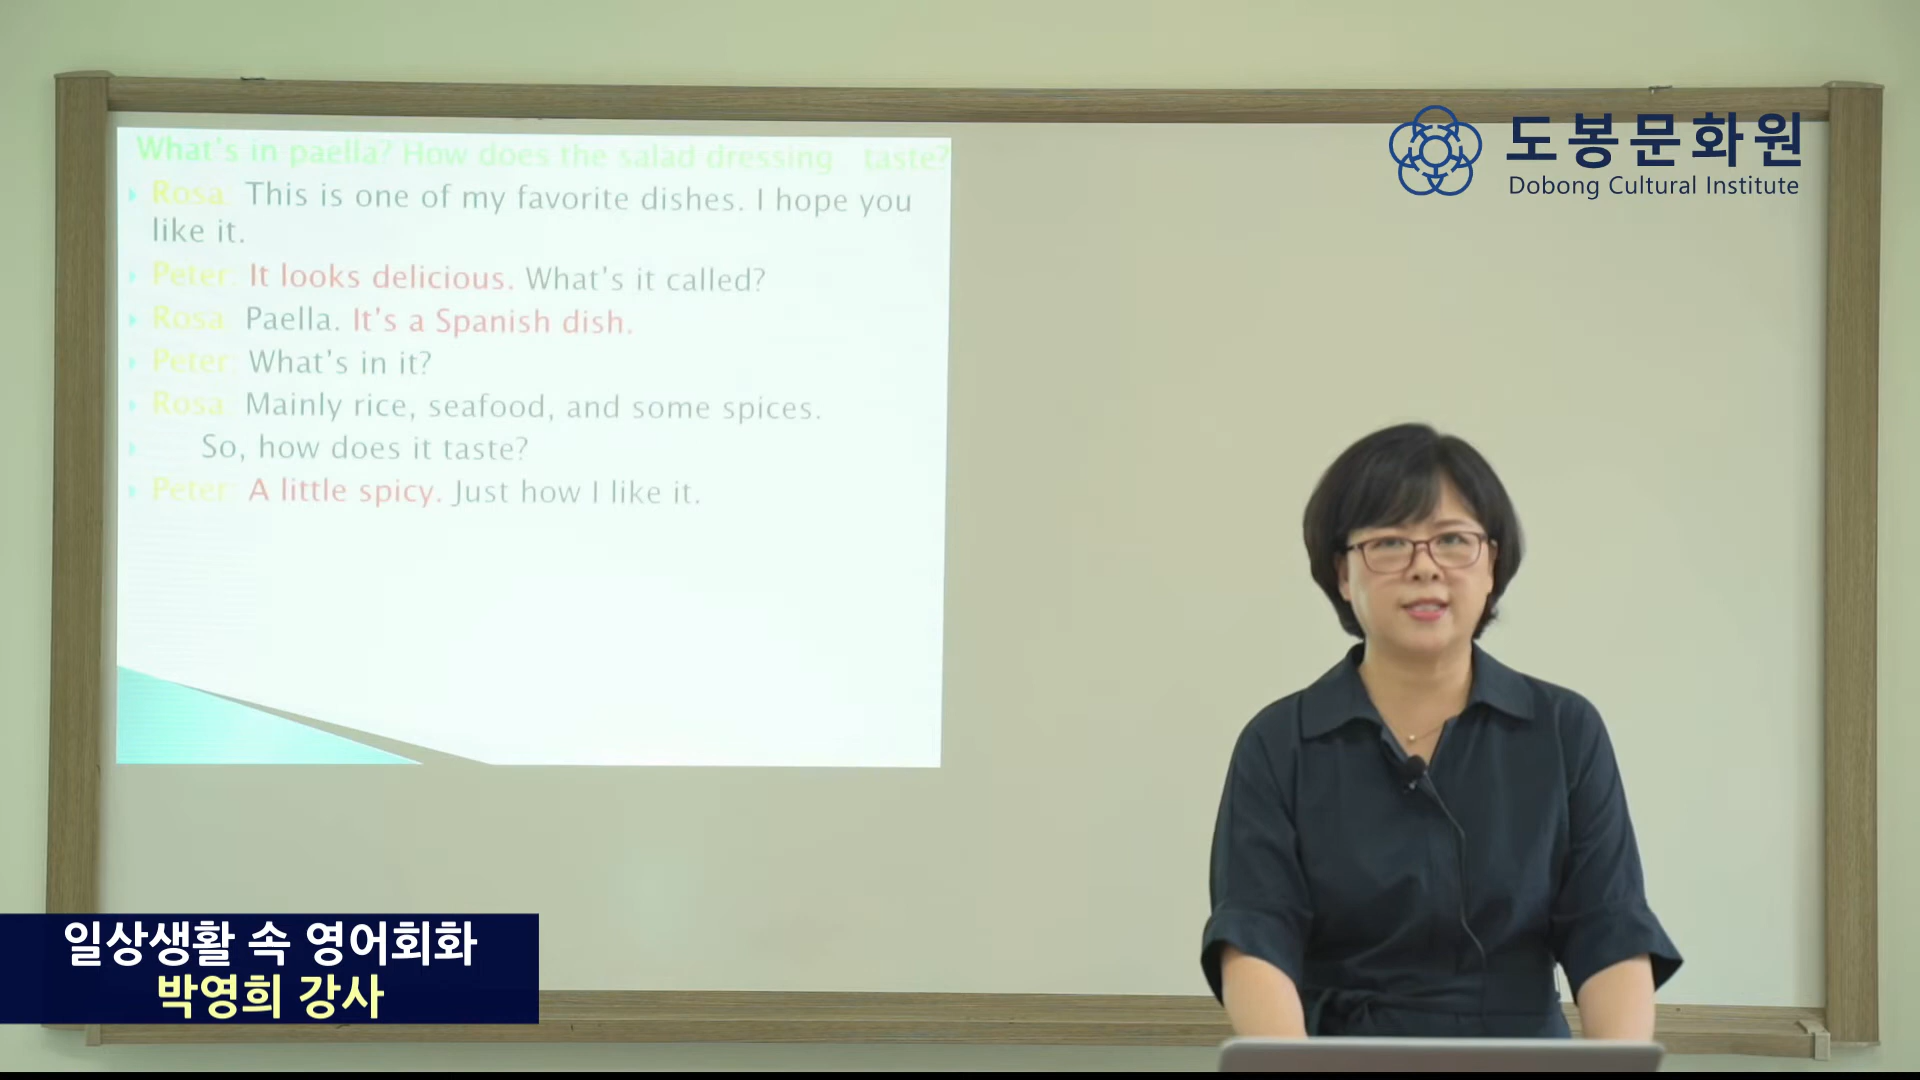 도봉문화원
Dobong Cultural Institute
What's in paella? How does the salad dressing taste?
Rosa: This is one of my favorite dishes. I hope you
like it.
Peter: It looks delicious. What's it called?
Rosa: Paella. It's a Spanish dish.
Peter: What's in it?
Rosa: Mainly rice, seafood, and some spices.
So, how does it taste?
Peter: A little spicy. Just how I like it.
일상생활 속 영어회화
박영희 강사